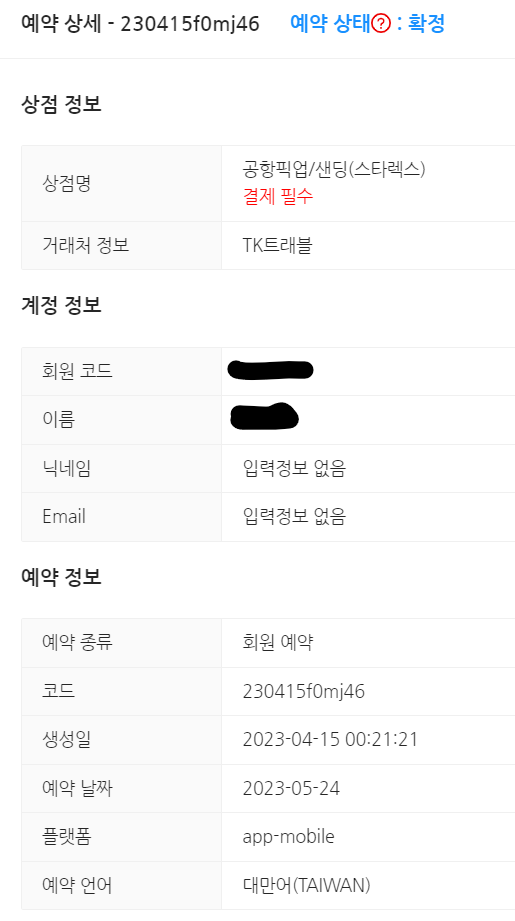 예약 상세 - 230415f0mj46 예약 상태? : 확정
상점 정보
상점명 공항픽업/샌딩(스타렉스)
결제 필수
거래처 정보 TK트래블
계정 정보
회원 코드
이름
닉네임 입력정보 없음
Email 입력정보 없음
예약 정보
예약 종류 회원 예약
코드 230415f0mj46
생성일 2023-04-15 00:21:21
예약 날짜 2023-05-24
플랫폼 app-mobile
예약 언어 대만어(TAIWAN)